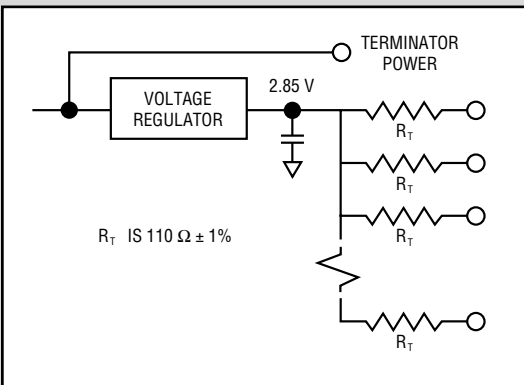 TERMINATOR
POWER
VOLTAGE
REGULATOR
2.85 V
R_T
R_T
R_T
R_T IS 110 Ω ± 1%
R_T